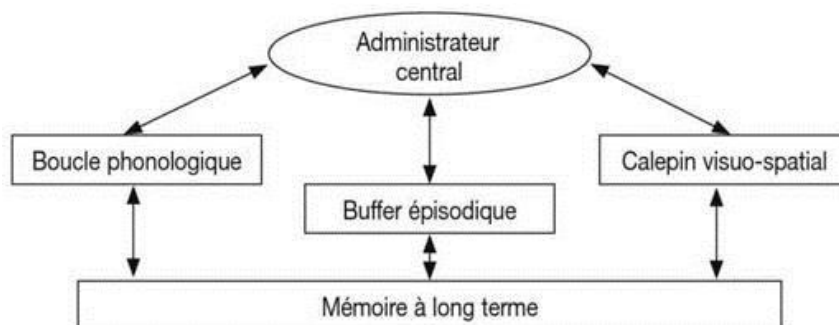 Administrateur
central
Boucle phonologique
Calepin visuo-spatial
Buffer épisodique
Mémoire à long terme